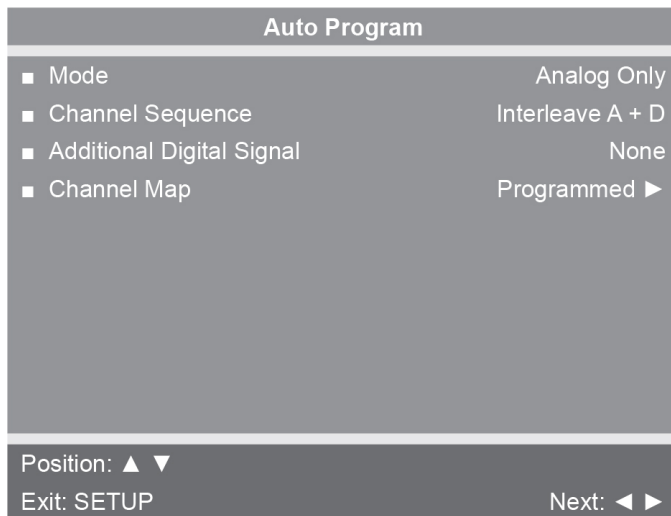 Auto Program
■ Mode Analog Only
■ Channel Sequence Interleave A + D
■ Additional Digital Signal None
■ Channel Map Programmed ►
Position: ▲ ▼
Exit: SETUP Next: ◄ ►